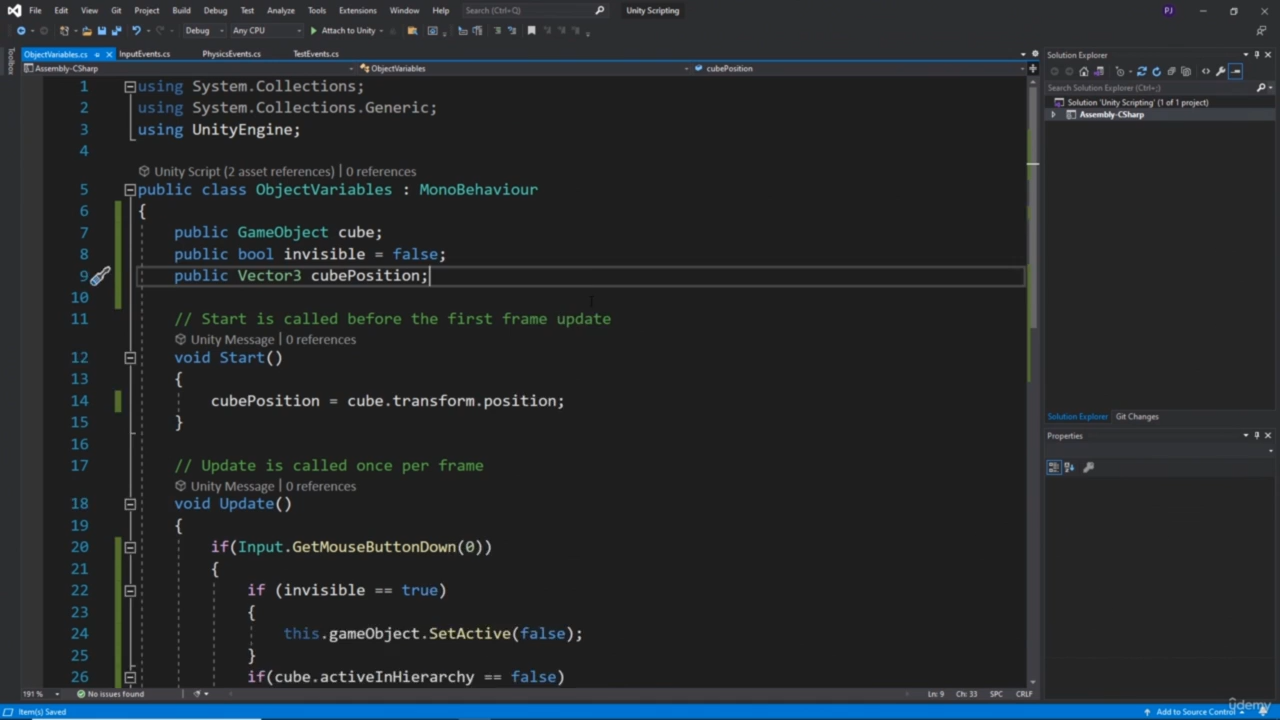 File Edit View Git Project Build Debug Test Analyze Tools Extensions Window Help Search (Ctrl+Q) Unity Scripting PJ
Debug Any CPU Attach to Unity
ObjectVariables.cs InputEvents.cs PhysicsEvents.cs TestEvents.cs
Assembly-CSharp ObjectVariables cubePosition
Toolbox
1 using System.Collections;
2 using System.Collections.Generic;
3 using UnityEngine;
4
Unity Script (2 asset references) | 0 references
5 public class ObjectVariables : MonoBehaviour
6 {
7 public GameObject cube;
8 public bool invisible = false;
9 public Vector3 cubePosition;
10
11 // Start is called before the first frame update
Unity Message | 0 references
12 void Start()
13 {
14 cubePosition = cube.transform.position;
15 }
16
17 // Update is called once per frame
Unity Message | 0 references
18 void Update()
19 {
20 if(Input.GetMouseButtonDown(0))
21 {
22 if (invisible == true)
23 {
24 this.gameObject.SetActive(false);
25 }
26 if(cube.activeInHierarchy == false)
191 % No issues found Ln: 9 Ch: 33 SPC CRLF
Solution Explorer
Search Solution Explorer (Ctrl+;)
Solution 'Unity Scripting' (1 of 1 project)
Assembly-CSharp
Solution Explorer Git Changes
Properties
Item(s) Saved Add to Source Control
udemy